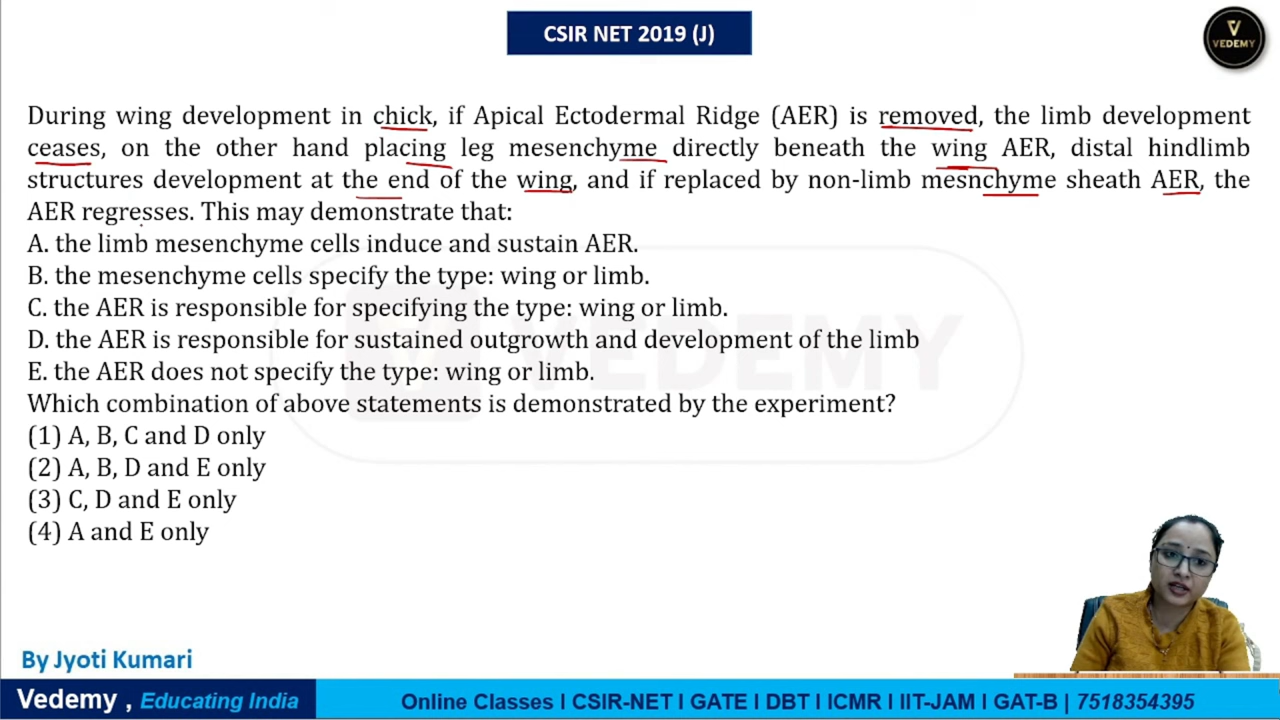 CSIR NET 2019 (J)
VEDEMY
During wing development in chick, if Apical Ectodermal Ridge (AER) is removed, the limb development
ceases, on the other hand placing leg mesenchyme directly beneath the wing AER, distal hindlimb
structures development at the end of the wing, and if replaced by non-limb mesnchyme sheath AER, the
AER regresses. This may demonstrate that:
A. the limb mesenchyme cells induce and sustain AER.
B. the mesenchyme cells specify the type: wing or limb.
C. the AER is responsible for specifying the type: wing or limb.
D. the AER is responsible for sustained outgrowth and development of the limb
E. the AER does not specify the type: wing or limb.
Which combination of above statements is demonstrated by the experiment?
(1) A, B, C and D only
(2) A, B, D and E only
(3) C, D and E only
(4) A and E only
VEDEMY
By Jyoti Kumari
Vedemy , Educating India
Online Classes I CSIR-NET I GATE I DBT I ICMR I IIT-JAM I GAT-B | 7518354395